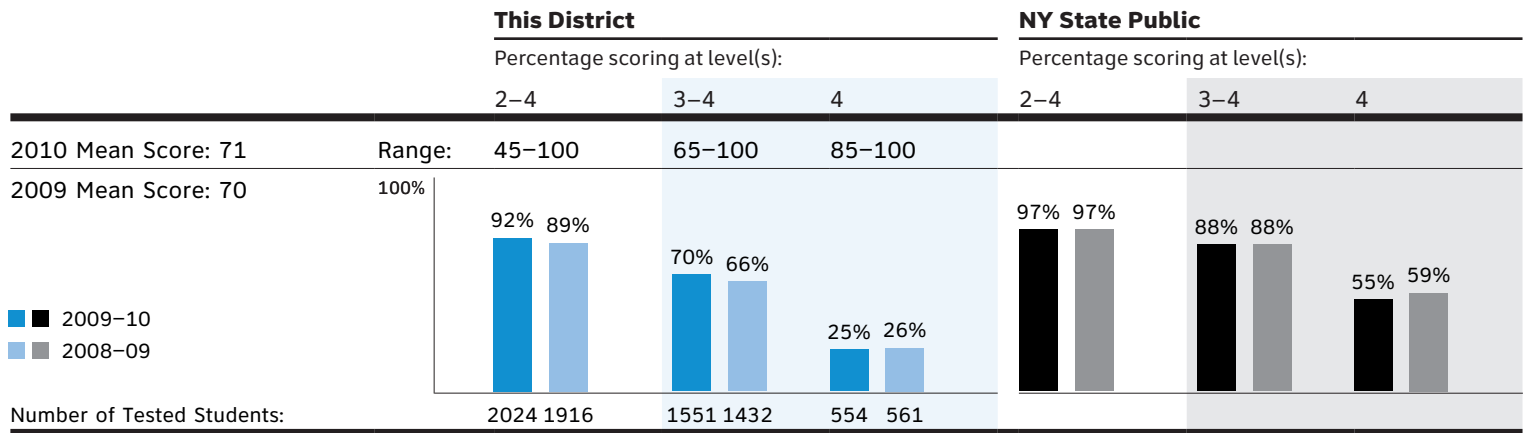 This District NY State Public
Percentage scoring at level(s): Percentage scoring at level(s):
2–4 3–4 4 2–4 3–4 4
2010 Mean Score: 71 Range: 45–100 65–100 85–100
2009 Mean Score: 70 100%
92% 89% 70% 66% 25% 26% 97% 97% 88% 88% 55% 59%
2009–10
2008–09
Number of Tested Students: 2024 1916 1551 1432 554 561